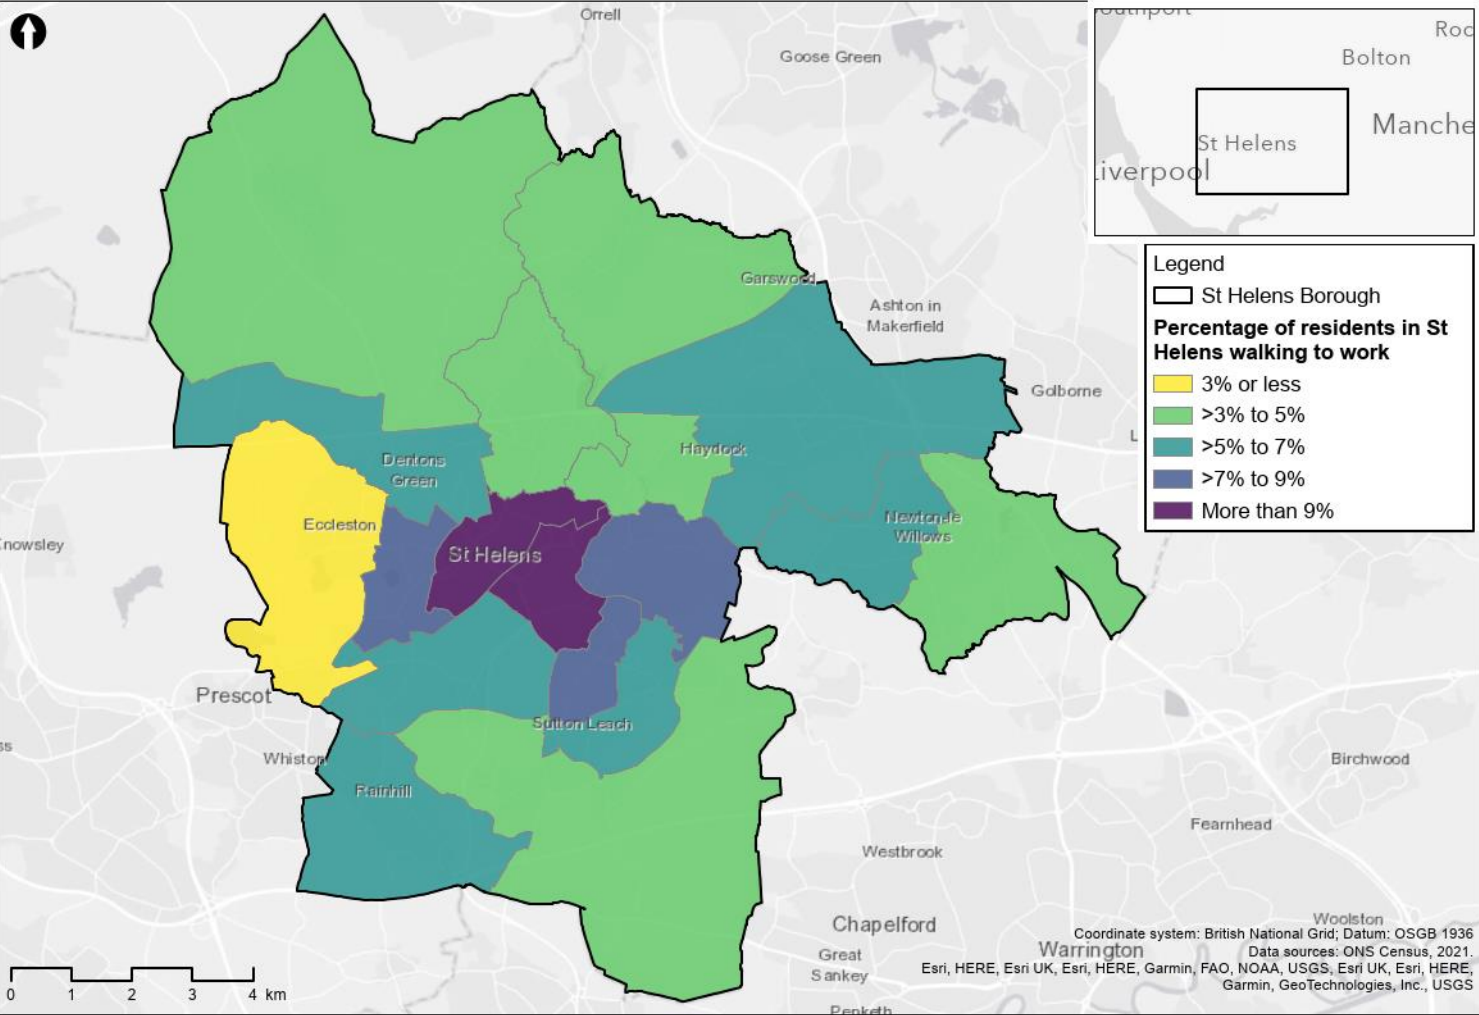 Orrell
Goose Green
Garswood
Ashton in
Makerfield
Golborne
Haydock
Dentons
Green
Eccleston
St Helens
Newton-le
Willows
Knowsley
Prescot
Whiston
Rainhill
Sutton Leach
Birchwood
Fearnhead
Westbrook
Chapelford
Great
Sankey
Penketh
Warrington
Woolston
Southport
Bolton
St Helens
Manche
Liverpool
Roc
Legend
St Helens Borough
Percentage of residents in St
Helens walking to work
3% or less
>3% to 5%
>5% to 7%
>7% to 9%
More than 9%
0 1 2 3 4 km
Coordinate system: British National Grid; Datum: OSGB 1936
Data sources: ONS Census, 2021.
Esri, HERE, Esri UK, Esri, HERE, Garmin, FAO, NOAA, USGS, Esri UK, Esri, HERE,
Garmin, GeoTechnologies, Inc., USGS